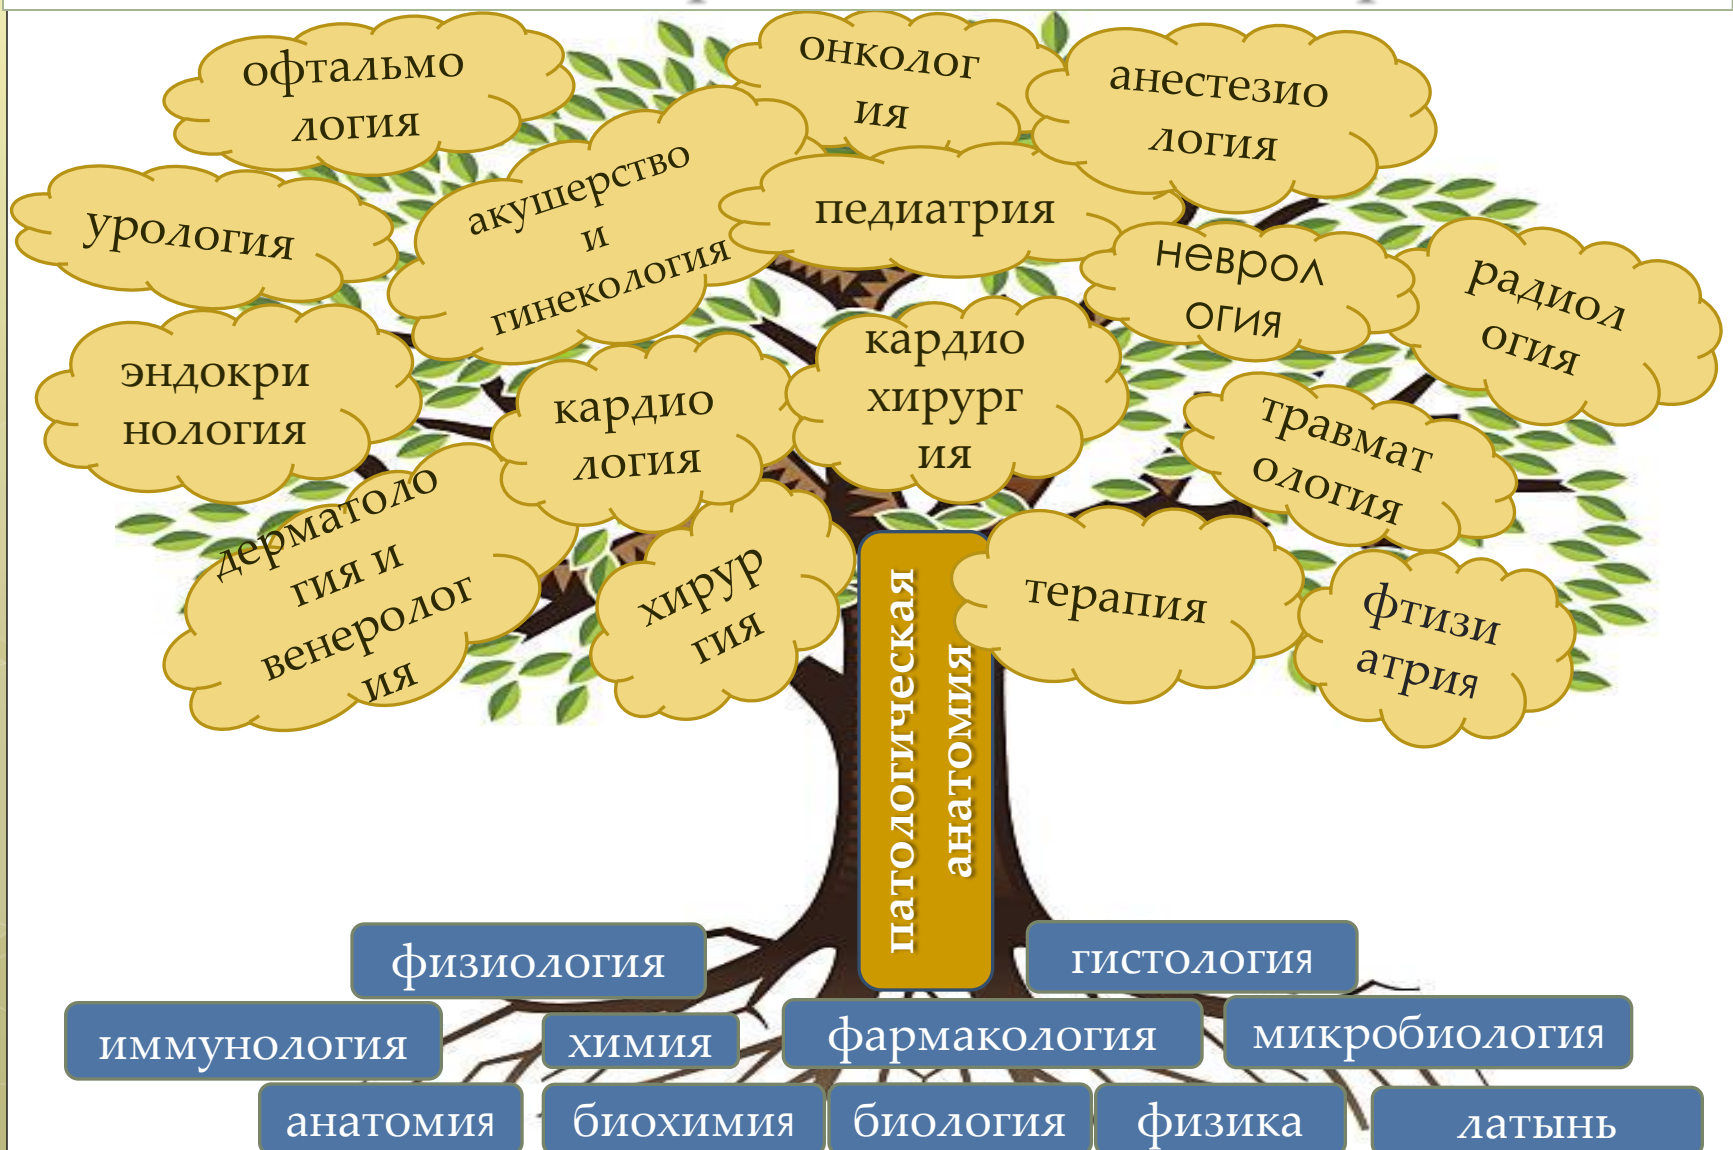 офтальмо
логия
онколог
ия
анестезио
логия
урология
акушерство
и
гинекология
педиатрия
неврол
огия
радиол
огия
эндокри
нология
кардио
логия
кардио
хирург
ия
травмат
ология
дерматоло
гия и
венеролог
ия
хирур
гия
терапия
фтизи
атрия
патологическая
анатомия
физиология
гистология
иммунология
химия
фармакология
микробиология
анатомия
биохимия
биология
физика
латынь